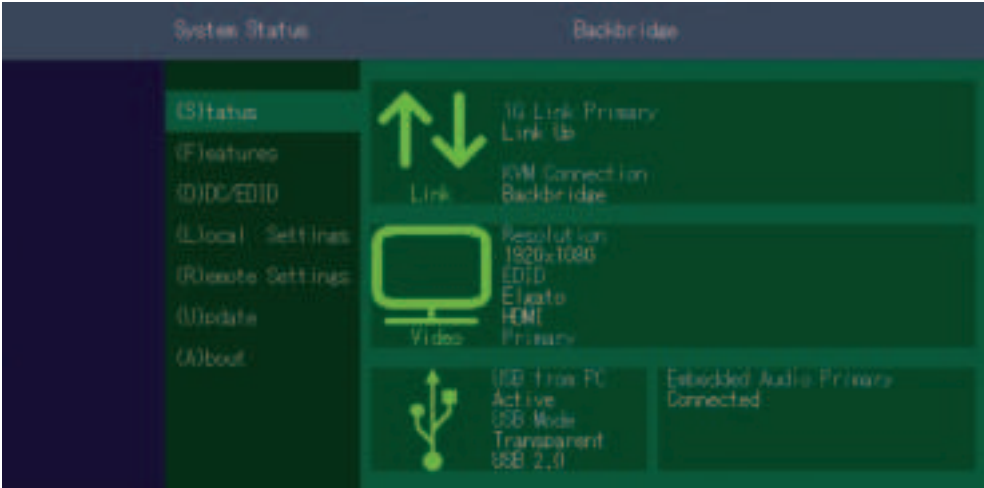 System Status
Backbridge
(S)tatus
(F)eatures
(D)DC/EDID
(L)ocal Settings
(R)emote Settings
(U)pdate
(A)bout
Link
1G Link Primary
Link Up
KVM Connection
Backbridge
Video
Resolution
1920x1080
EDID
Elgato
HDMI
Primary
USB from PC
Active
USB Mode
Transparent
USB 2.0
Embedded Audio Primary
Connected